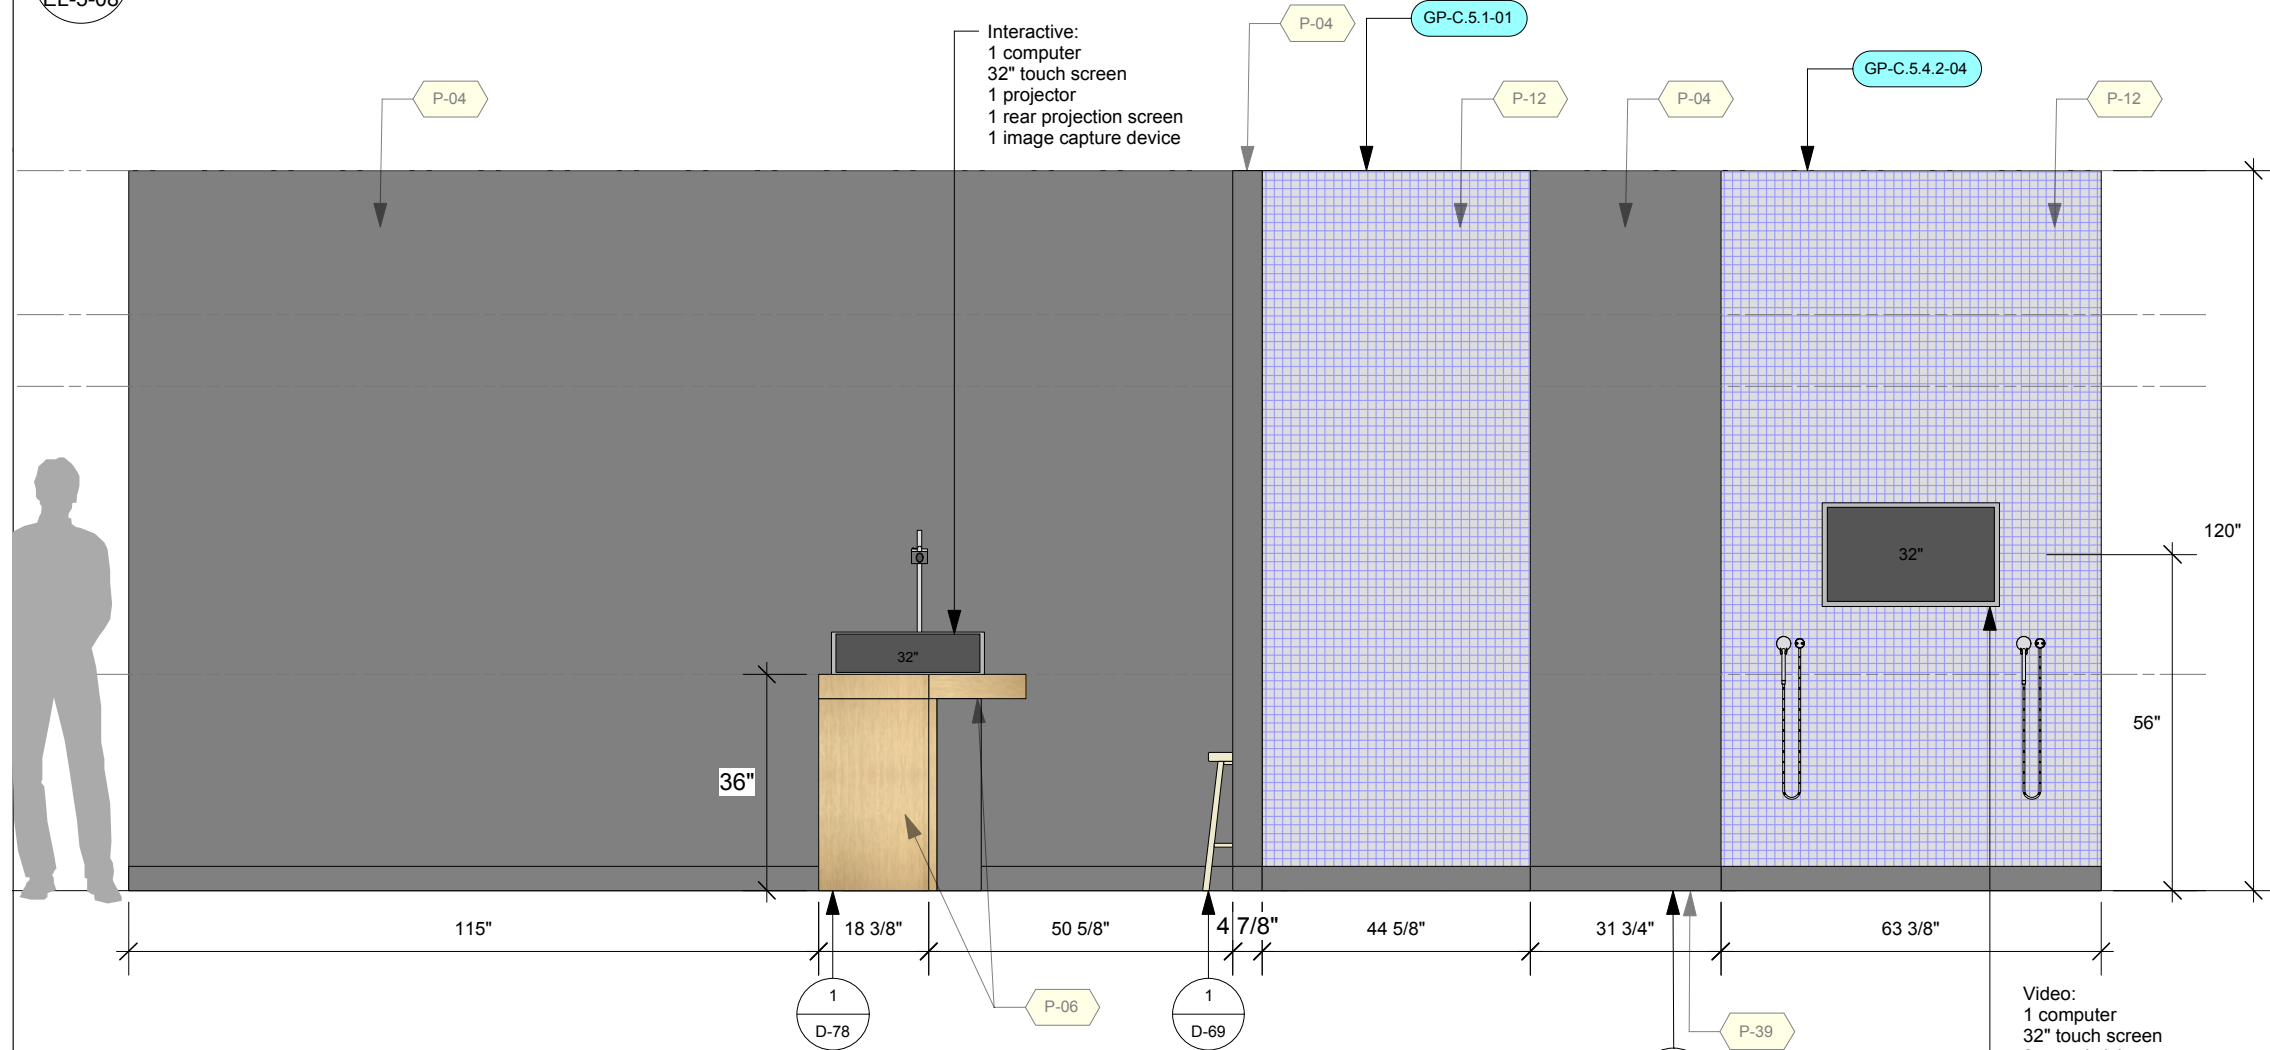 EL-5-08
Interactive:
1 computer
32" touch screen
1 projector
1 rear projection screen
1 image capture device
P-04
GP-C.5.1-01
GP-C.5.4.2-04
P-04
P-12
P-04
P-12
120"
32"
32"
56"
36"
115"
18 3/8"
50 5/8"
4 7/8"
44 5/8"
31 3/4"
63 3/8"
1
D-78
P-06
1
D-69
P-39
Video:
1 computer
32" touch screen